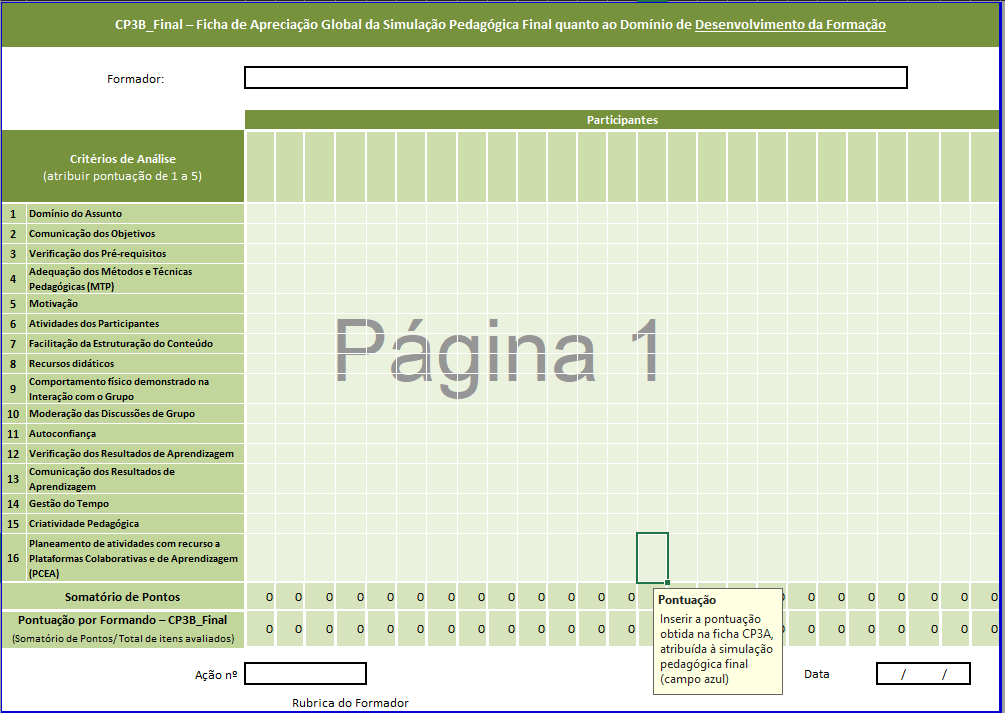 CP3B_Final – Ficha de Apreciação Global da Simulação Pedagógica Final quanto ao Domínio de Desenvolvimento da Formação
Formador:
Participantes
Critérios de Análise
(atribuir pontuação de 1 a 5)
1 Domínio do Assunto
2 Comunicação dos Objetivos
3 Verificação dos Pré-requisitos
4 Adequação dos Métodos e Técnicas
Pedagógicas (MTP)
5 Motivação
6 Atividades dos Participantes
7 Facilitação da Estruturação do Conteúdo
8 Recursos didáticos
9 Comportamento físico demonstrado na
Interação com o Grupo
10 Moderação das Discussões de Grupo
11 Autoconfiança
12 Verificação dos Resultados de Aprendizagem
13 Comunicação dos Resultados de
Aprendizagem
14 Gestão do Tempo
15 Criatividade Pedagógica
16 Planeamento de atividades com recurso a
Plataformas Colaborativas e de Aprendizagem
(PCEA)
Página 1
Somatório de Pontos 0 0 0 0 0 0 0 0 0 0 0 0 0 0 0 0 0 0 0 0 0
Pontuação por Formando – CP3B_Final
(Somatório de Pontos/ Total de itens avaliados) 0 0 0 0 0 0 0 0 0 0 0 0 0 0 0 0 0 0 0 0 0
Pontuação
Inserir a pontuação
obtida na ficha CP3A,
atribuída à simulação
pedagógica final
(campo azul)
Ação nº
Data / /
Rubrica do Formador